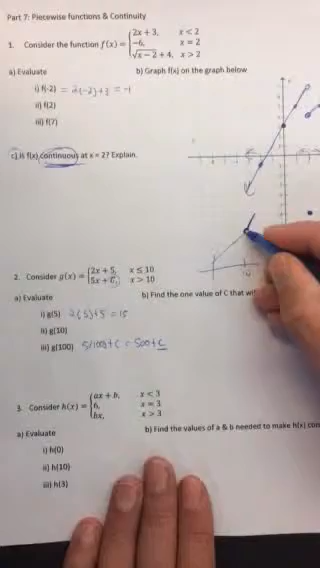 Part 7: Piecewise functions & Continuity
1. Consider the function f(x) = { 2x + 3, x < 2
−6, x = 2
√x − 2 + 4, x > 2
a) Evaluate b) Graph f(x) on the graph below
i) f(-2) = 2(-2)+3 = -1
ii) f(2)
iii) f(7)
c) Is f(x) continuous at x = 2? Explain.
2. Consider g(x) = { 2x + 5, x ≤ 10
5x + C, x > 10
a) Evaluate b) Find the one value of C that
i) g(5) 2(5)+5 = 15
ii) g(10)
iii) g(100) 5(100)+C = 500+C
3. Consider h(x) = { ax + b, x < 3
6, x = 3
bx, x > 3
a) Evaluate b) Find the values of a & b needed to make h(x)
i) h(0)
ii) h(10)
iii) h(3)